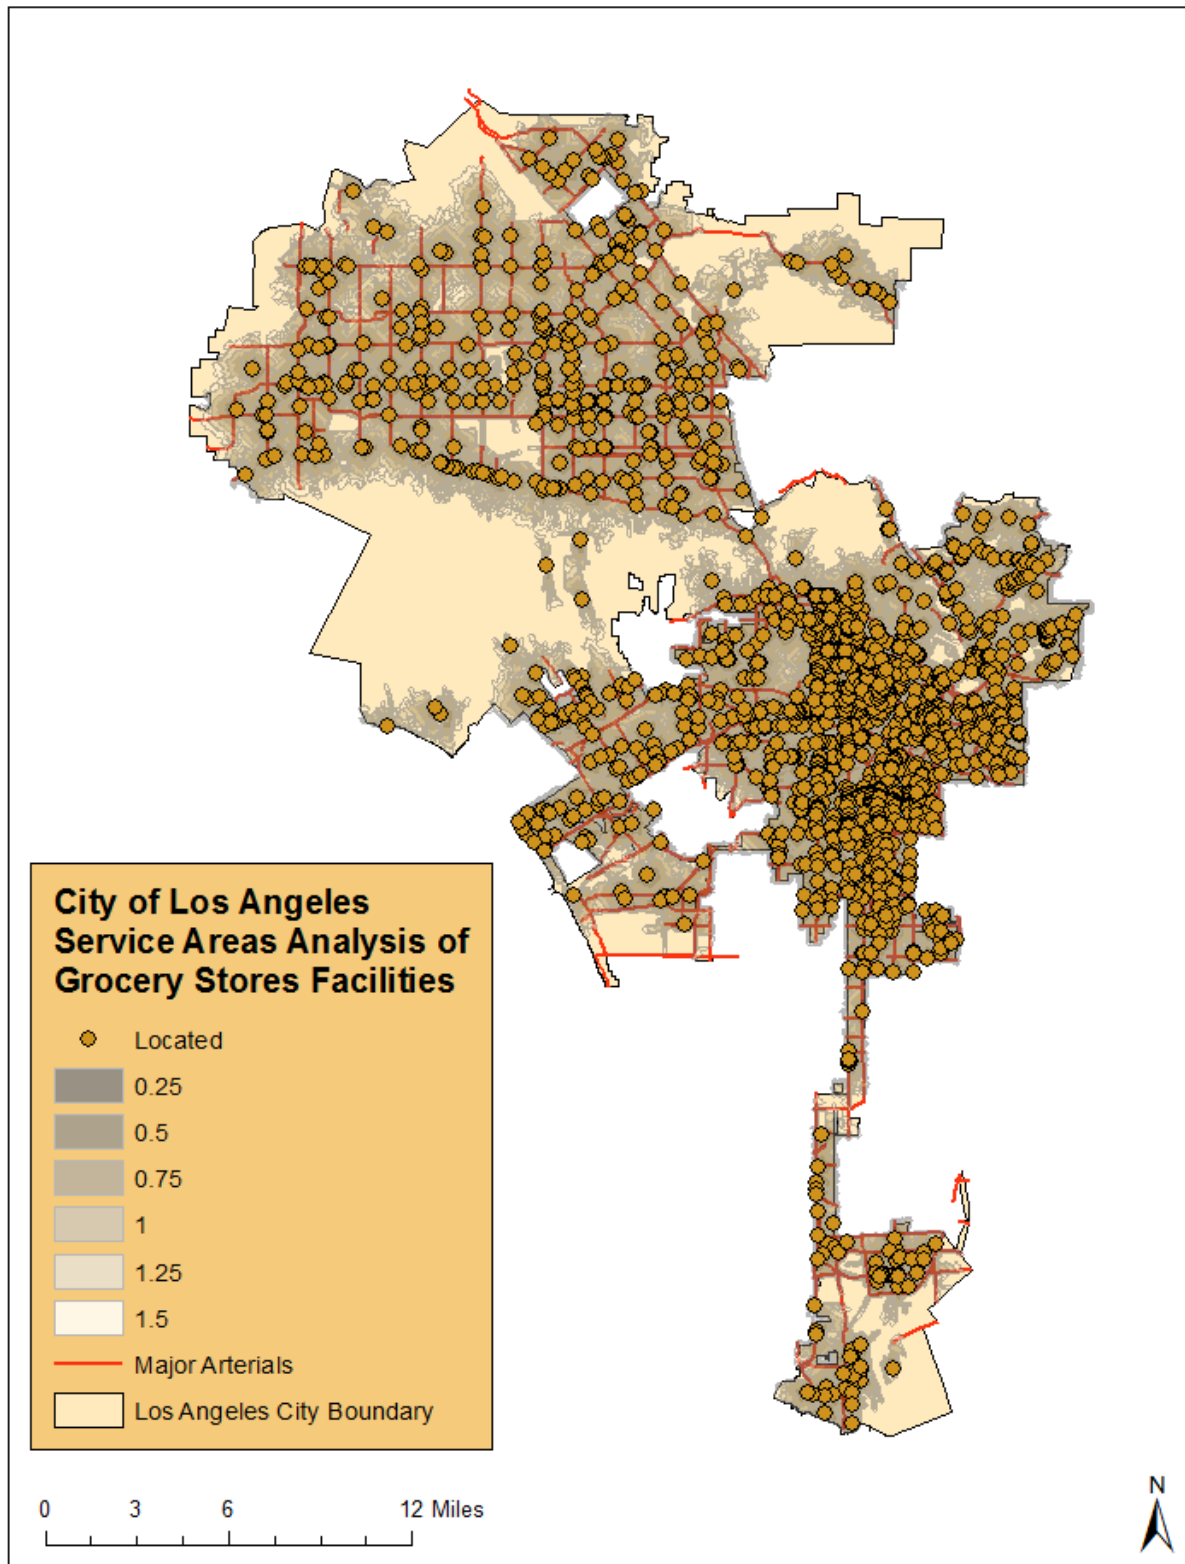 City of Los Angeles
Service Areas Analysis of
Grocery Stores Facilities
Located
0.25
0.5
0.75
1
1.25
1.5
Major Arterials
Los Angeles City Boundary
0 3 6 12 Miles
N